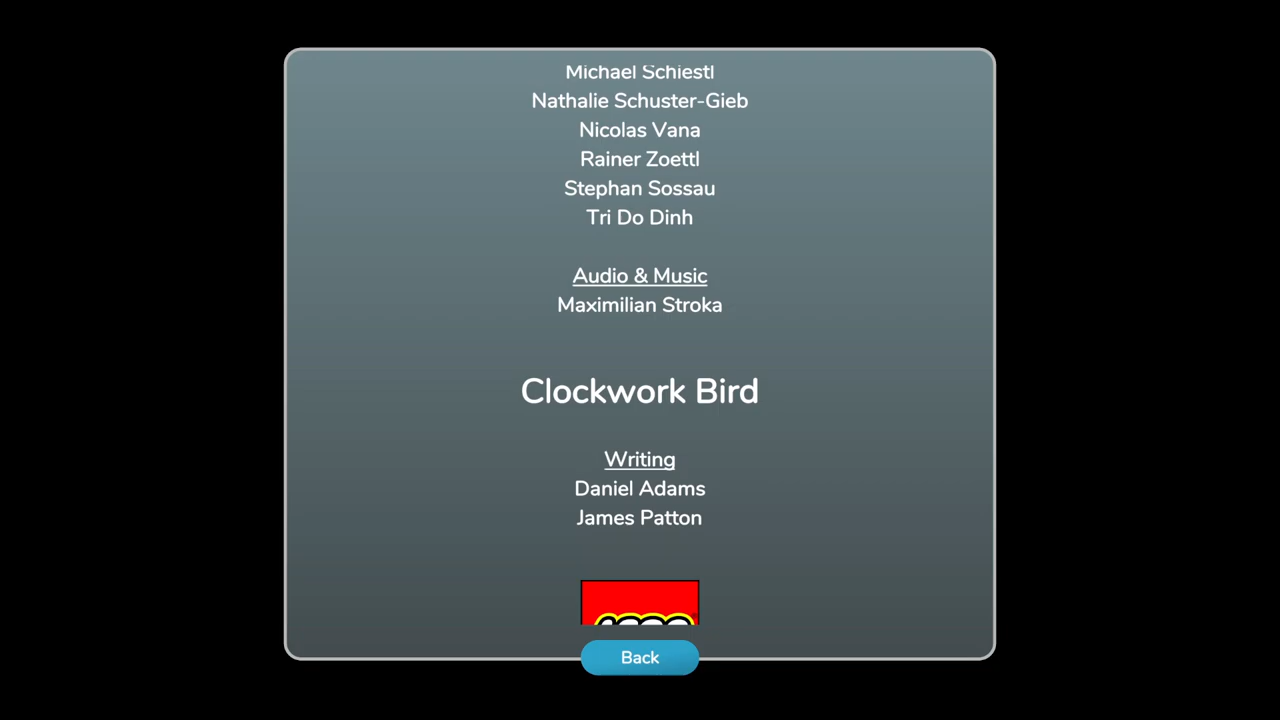 Michael Schiestl
Nathalie Schuster-Gieb
Nicolas Vana
Rainer Zoettl
Stephan Sossau
Tri Do Dinh
Audio & Music
Maximilian Stroka
Clockwork Bird
Writing
Daniel Adams
James Patton
Back